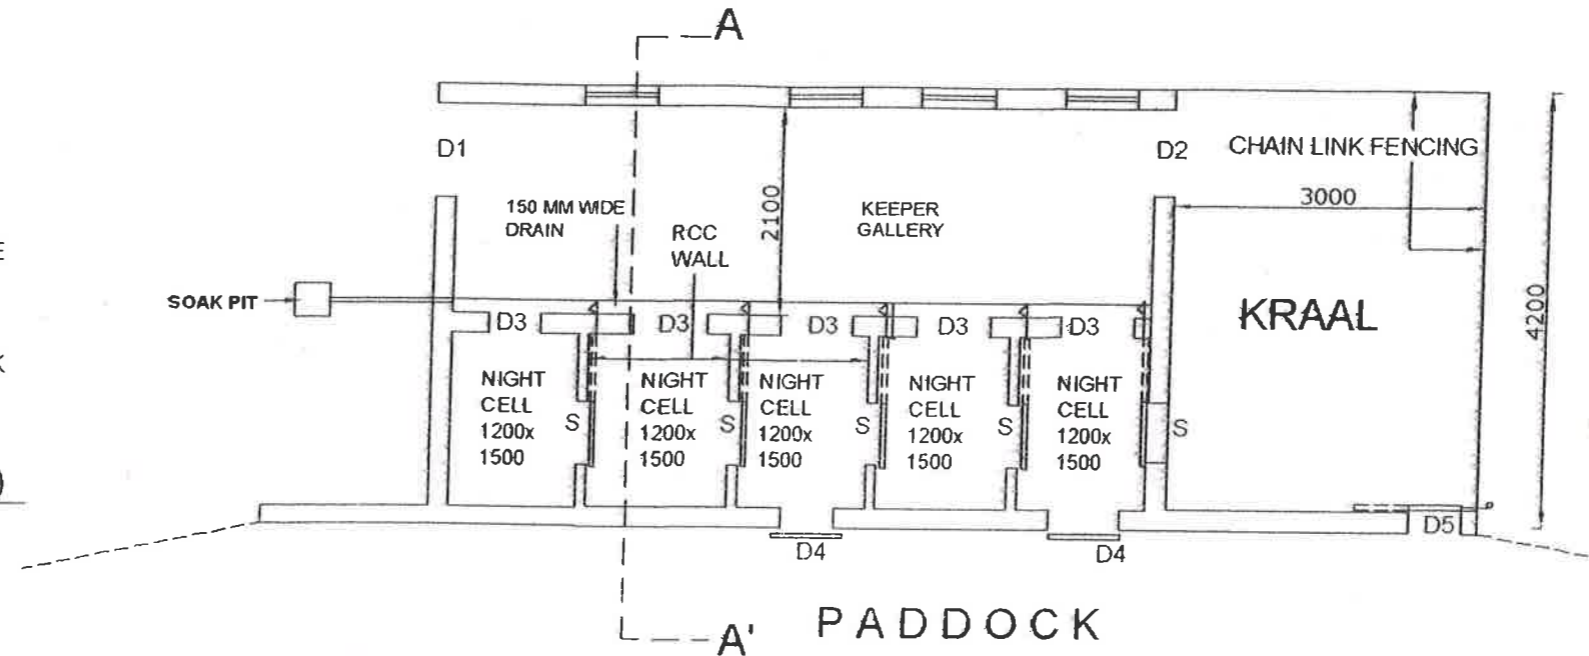 A
D1
D2
CHAIN LINK FENCING
3000
150 MM WIDE
DRAIN
2100
KEEPER
GALLERY
RCC
WALL
E
SOAK PIT
4200
KRAAL
D3
D3
D3
D3
D3
K
NIGHT
CELL
1200x
1500
NIGHT
CELL
1200x
1500
NIGHT
CELL
1200x
1500
NIGHT
CELL
1200x
1500
NIGHT
CELL
1200x
1500
S
S
S
S
S
D4
D4
D5
PADDOCK
A'